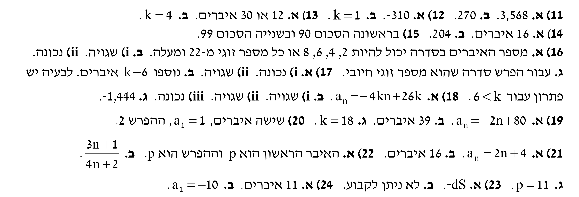 11) א. 3,568. ב. 270. 12) א. 310-. ב. k=1. 13) א. 12 או 30 איברים. ב. k=4.
14) א. 16 איברים. ב. 204. 15) בראשונה הסכום 90 ובשנייה הסכום 99.
16) א. מספר האיברים בסדרה יכול להיות 2, 4, 6, 8 או כל מספר זוגי מ-22 ומעלה. ב. i) שגויה. ii) נכונה.
ג. עבור הפרש סדרה שהוא מספר זוגי חיובי. 17) א. i) נכונה. ii) שגויה. ב. נוספו k-6 איברים. לבעיה יש
פתרון עבור 6<k. 18) א. aₙ=-4kn+26k. ב. i) שגויה. ii) שגויה. iii) נכונה. ג. 1,444-.
19) א. aₙ= 2n+80. ב. 39 איברים. ג. k=18. 20) שישה איברים, a₁=1, ההפרש 2.
21) א. aₙ=2n-4. ב. 16 איברים. 22) א. האיבר הראשון הוא p וההפרש הוא p. ב. (3n 1)/(4n+2).
ג. p=11. 23) א. dS-. ב. לא ניתן לקבוע. 24) א. 11 איברים. ב. a₁=-10.